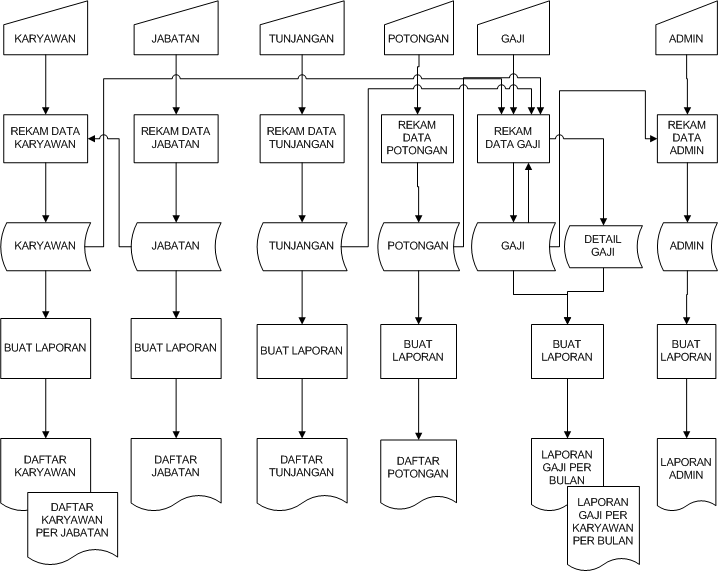 KARYAWAN
JABATAN
TUNJANGAN
POTONGAN
GAJI
ADMIN
REKAM DATA
KARYAWAN
REKAM DATA
JABATAN
REKAM DATA
TUNJANGAN
REKAM
DATA
POTONGAN
REKAM
DATA GAJI
REKAM
DATA
ADMIN
KARYAWAN
JABATAN
TUNJANGAN
POTONGAN
GAJI
DETAIL
GAJI
ADMIN
BUAT LAPORAN
BUAT LAPORAN
BUAT LAPORAN
BUAT
LAPORAN
BUAT
LAPORAN
BUAT
LAPORAN
DAFTAR
KARYAWAN
DAFTAR
KARYAWAN
PER JABATAN
DAFTAR
JABATAN
DAFTAR
TUNJANGAN
DAFTAR
POTONGAN
LAPORAN
GAJI PER
BULAN
LAPORAN
GAJI PER
KARYAWAN
PER BULAN
LAPORAN
ADMIN